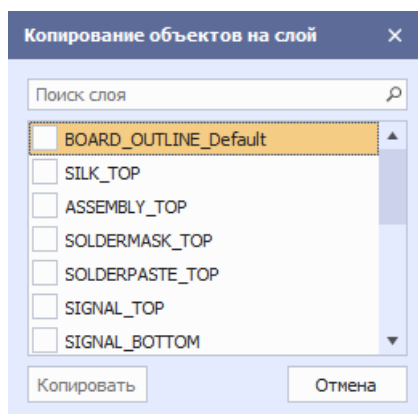 Копирование объектов на слой
Поиск слоя
BOARD_OUTLINE_Default
SILK_TOP
ASSEMBLY_TOP
SOLDERMASK_TOP
SOLDERPASTE_TOP
SIGNAL_TOP
SIGNAL_BOTTOM
Копировать Отмена